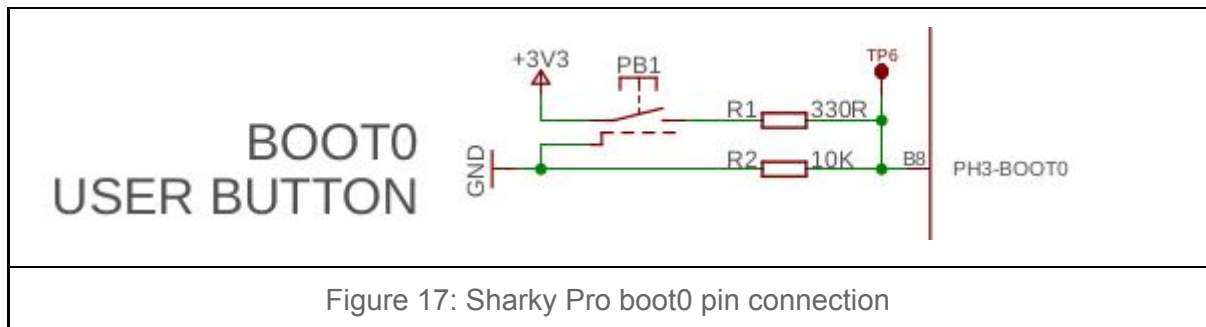 +3V3
PB1
TP6
R1
330R
BOOT0
USER BUTTON
GND
R2
10K
B8
PH3-BOOT0
Figure 17: Sharky Pro boot0 pin connection